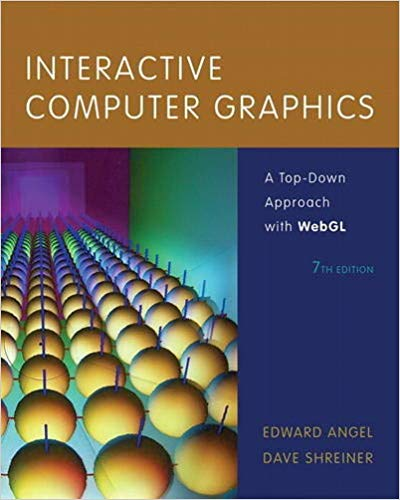 INTERACTIVE
COMPUTER GRAPHICS
A Top-Down
Approach
with WebGL
7TH EDITION
EDWARD ANGEL
DAVE SHREINER